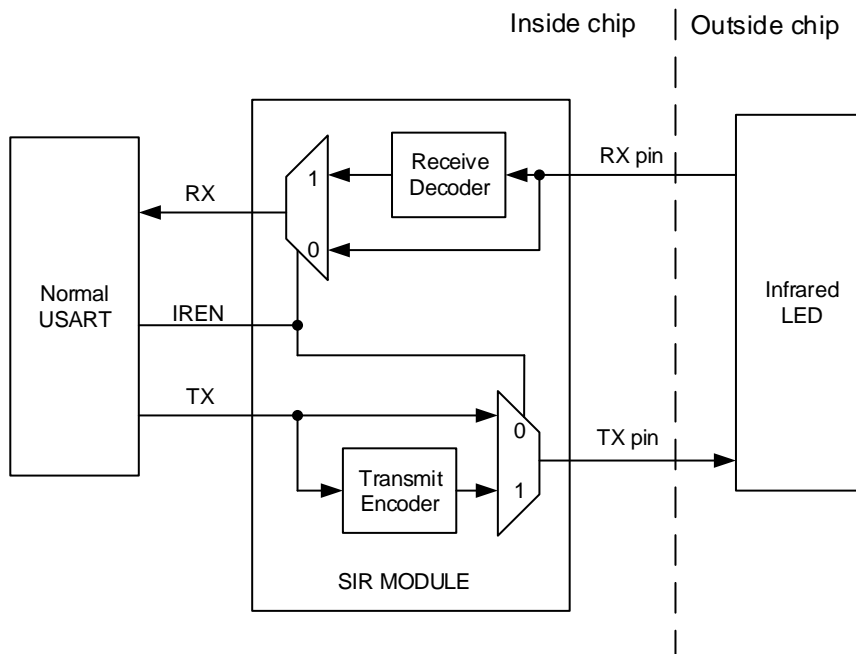 Inside chip
Outside chip
Receive
Decoder
RX pin
1
RX
0
Normal
USART
IREN
Infrared
LED
TX
0
TX pin
Transmit
Encoder
1
SIR MODULE